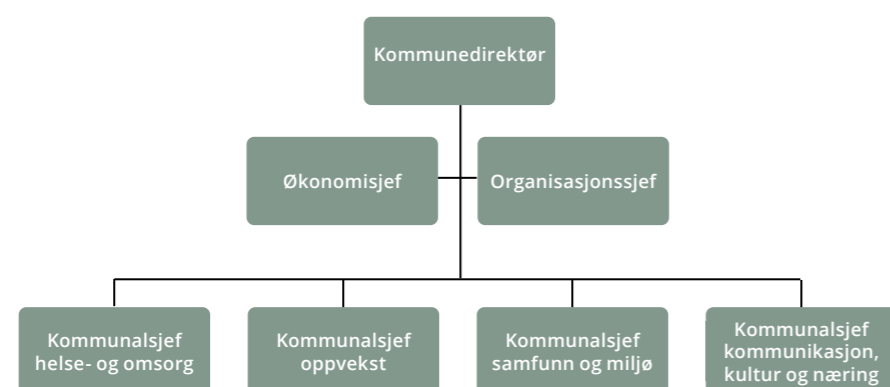 Kommunedirektør
Økonomisjef
Organisasjonssjef
Kommunalsjef
helse- og omsorg
Kommunalsjef
oppvekst
Kommunalsjef
samfunn og miljø
Kommunalsjef
kommunikasjon,
kultur og næring